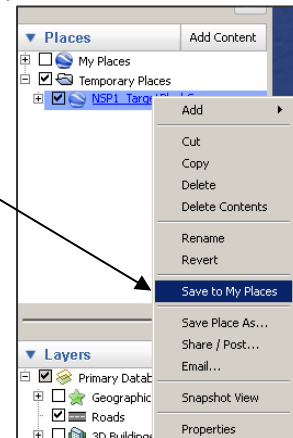 Places
Add Content
My Places
Temporary Places
NSP1
Add
Cut
Copy
Delete
Delete Contents
Rename
Revert
Save to My Places
Save Place As...
Share / Post...
Email...
Snapshot View
Properties
Layers
Primary Datab
Geographic
Roads
3D Buildings